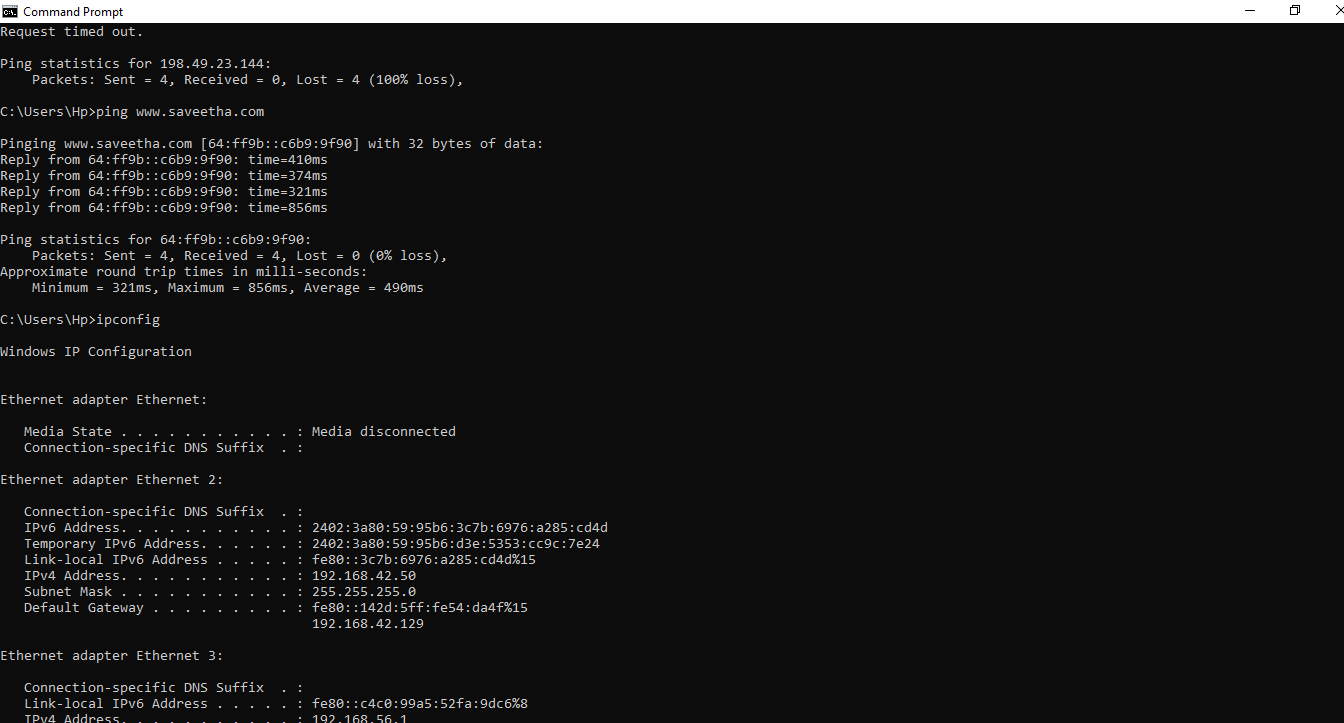 Command Prompt
Request timed out.
Ping statistics for 198.49.23.144:
    Packets: Sent = 4, Received = 0, Lost = 4 (100% loss),
C:\Users\Hp>ping www.saveetha.com
Pinging www.saveetha.com [64:ff9b::c6b9:9f90] with 32 bytes of data:
Reply from 64:ff9b::c6b9:9f90: time=410ms
Reply from 64:ff9b::c6b9:9f90: time=374ms
Reply from 64:ff9b::c6b9:9f90: time=321ms
Reply from 64:ff9b::c6b9:9f90: time=856ms
Ping statistics for 64:ff9b::c6b9:9f90:
    Packets: Sent = 4, Received = 4, Lost = 0 (0% loss),
Approximate round trip times in milli-seconds:
    Minimum = 321ms, Maximum = 856ms, Average = 490ms
C:\Users\Hp>ipconfig
Windows IP Configuration
Ethernet adapter Ethernet:
   Media State . . . . . . . . . . . : Media disconnected
   Connection-specific DNS Suffix  . :
Ethernet adapter Ethernet 2:
   Connection-specific DNS Suffix  . :
   IPv6 Address. . . . . . . . . . . : 2402:3a80:59:95b6:3c7b:6976:a285:cd4d
   Temporary IPv6 Address. . . . . . : 2402:3a80:59:95b6:d3e:5353:cc9c:7e24
   Link-local IPv6 Address . . . . . : fe80::3c7b:6976:a285:cd4d%15
   IPv4 Address. . . . . . . . . . . : 192.168.42.50
   Subnet Mask . . . . . . . . . . . : 255.255.255.0
   Default Gateway . . . . . . . . . : fe80::142d:5ff:fe54:da4f%15
                                       192.168.42.129
Ethernet adapter Ethernet 3:
   Connection-specific DNS Suffix  . :
   Link-local IPv6 Address . . . . . : fe80::c4c0:99a5:52fa:9dc6%8
   IPv4 Address. . . . . . . . . . . : 192.168.56.1